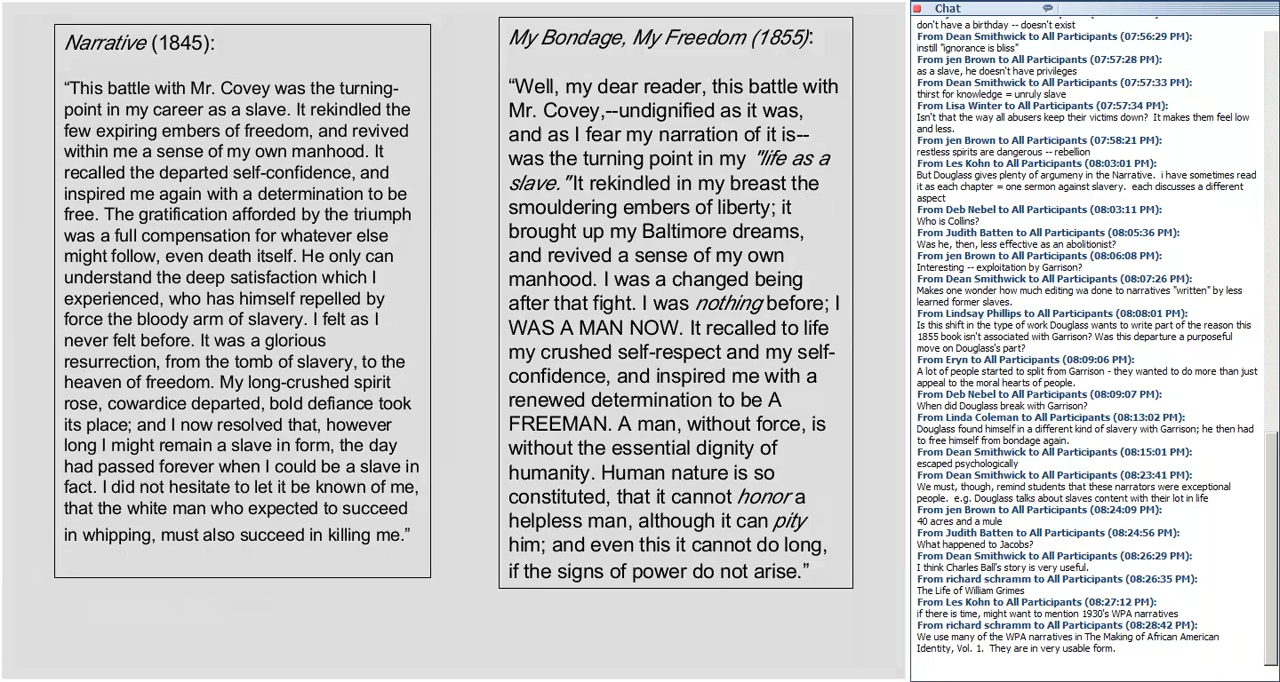 Narrative (1845):
“This battle with Mr. Covey was the turning-
point in my career as a slave. It rekindled the
few expiring embers of freedom, and revived
within me a sense of my own manhood. It
recalled the departed self-confidence, and
inspired me again with a determination to be
free. The gratification afforded by the triumph
was a full compensation for whatever else
might follow, even death itself. He only can
understand the deep satisfaction which I
experienced, who has himself repelled by
force the bloody arm of slavery. I felt as I
never felt before. It was a glorious
resurrection, from the tomb of slavery, to the
heaven of freedom. My long-crushed spirit
rose, cowardice departed, bold defiance took
its place; and I now resolved that, however
long I might remain a slave in form, the day
had passed forever when I could be a slave in
fact. I did not hesitate to let it be known of me,
that the white man who expected to succeed
in whipping, must also succeed in killing me.”
My Bondage, My Freedom (1855):
“Well, my dear reader, this battle with
Mr. Covey,--undignified as it was,
and as I fear my narration of it is--
was the turning point in my "life as a
slave." It rekindled in my breast the
smouldering embers of liberty; it
brought up my Baltimore dreams,
and revived a sense of my own
manhood. I was a changed being
after that fight. I was nothing before; I
WAS A MAN NOW. It recalled to life
my crushed self-respect and my self-
confidence, and inspired me with a
renewed determination to be A
FREEMAN. A man, without force, is
without the essential dignity of
humanity. Human nature is so
constituted, that it cannot honor a
helpless man, although it can pity
him; and even this it cannot do long,
if the signs of power do not arise.”
Chat
don't have a birthday -- doesn't exist
From Dean Smithwick to All Participants (07:56:29 PM):
instill "ignorance is bliss"
From jen Brown to All Participants (07:57:28 PM):
as a slave, he doesn't have privileges
From Dean Smithwick to All Participants (07:57:33 PM):
thirst for knowledge = unruly slave
From Lisa Winter to All Participants (07:57:34 PM):
Isn't that the way all abusers keep their victims down? It makes them feel low
and less.
From jen Brown to All Participants (07:58:21 PM):
restless spirits are dangerous -- rebellion
From Les Kohn to All Participants (08:03:01 PM):
But Douglass gives plenty of argumeny in the Narrative. i have sometimes read
it as each chapter = one sermon against slavery. each discusses a different
aspect
From Deb Nebel to All Participants (08:03:11 PM):
Who is Collins?
From Judith Batten to All Participants (08:05:36 PM):
Was he, then, less effective as an abolitionist?
From jen Brown to All Participants (08:06:08 PM):
Interesting -- exploitation by Garrison?
From Dean Smithwick to All Participants (08:07:26 PM):
Makes one wonder how much editing wa done to narratives "written" by less
learned former slaves.
From Lindsay Phillips to All Participants (08:08:01 PM):
Is this shift in the type of work Douglass wants to write part of the reason this
1855 book isn't associated with Garrison? Was this departure a purposeful
move on Douglass's part?
From Eryn to All Participants (08:09:06 PM):
A lot of people started to split from Garrison - they wanted to do more than just
appeal to the moral hearts of people.
From Deb Nebel to All Participants (08:09:07 PM):
When did Douglass break with Garrison?
From Linda Coleman to All Participants (08:13:02 PM):
Douglass found himself in a different kind of slavery with Garrison; he then had
to free himself from bondage again.
From Dean Smithwick to All Participants (08:15:01 PM):
escaped psychologically
From Dean Smithwick to All Participants (08:23:41 PM):
We must, though, remind students that these narrators were exceptional
people. e.g. Douglass talks about slaves content with their lot in life
From jen Brown to All Participants (08:24:09 PM):
40 acres and a mule
From Judith Batten to All Participants (08:24:56 PM):
What happened to Jacobs?
From Dean Smithwick to All Participants (08:26:29 PM):
I think Charles Ball's story is very useful.
From richard schramm to All Participants (08:26:35 PM):
The Life of William Grimes
From Les Kohn to All Participants (08:27:12 PM):
if there is time, might want to mention 1930's WPA narratives
From richard schramm to All Participants (08:28:42 PM):
We use many of the WPA narratives in The Making of African American
Identity, Vol. 1. They are in very usable form.